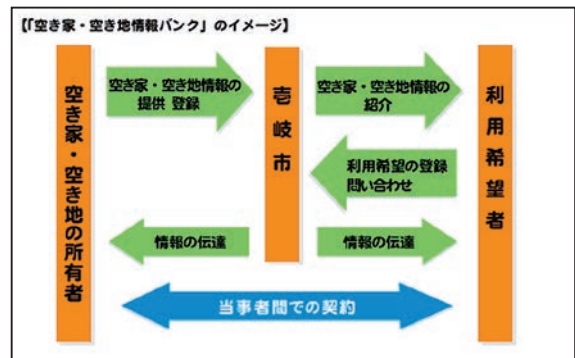 【「空き家・空き地情報バンク」のイメージ】
空き家・空き地の所有者
空き家・空き地情報の
提供 登録
壱岐市
空き家・空き地情報の
紹介
利用希望者
利用希望の登録
問い合わせ
情報の伝達
情報の伝達
当事者間での契約